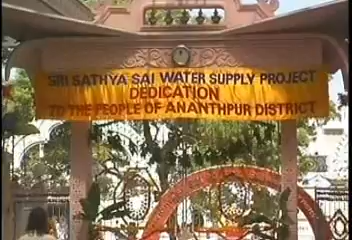 SRI SATHYA SAI WATER SUPPLY PROJECT
DEDICATION
TO THE PEOPLE OF ANANTHPUR DISTRICT